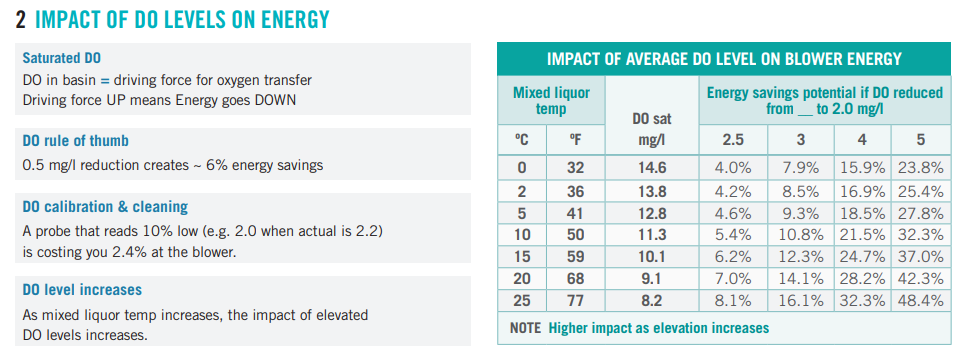 2 IMPACT OF DO LEVELS ON ENERGY
Saturated DO
DO in basin = driving force for oxygen transfer
Driving force UP means Energy goes DOWN
DO rule of thumb
0.5 mg/l reduction creates ~ 6% energy savings
DO calibration & cleaning
A probe that reads 10% low (e.g. 2.0 when actual is 2.2)
is costing you 2.4% at the blower.
DO level increases
As mixed liquor temp increases, the impact of elevated
DO levels increases.
IMPACT OF AVERAGE DO LEVEL ON BLOWER ENERGY
Mixed liquor
temp
DO sat
mg/l
Energy savings potential if DO reduced
from __ to 2.0 mg/l
ºC ºF 2.5 3 4 5
0 32 14.6 4.0% 7.9% 15.9% 23.8%
2 36 13.8 4.2% 8.5% 16.9% 25.4%
5 41 12.8 4.6% 9.3% 18.5% 27.8%
10 50 11.3 5.4% 10.8% 21.5% 32.3%
15 59 10.1 6.2% 12.3% 24.7% 37.0%
20 68 9.1 7.0% 14.1% 28.2% 42.3%
25 77 8.2 8.1% 16.1% 32.3% 48.4%
NOTE Higher impact as elevation increases